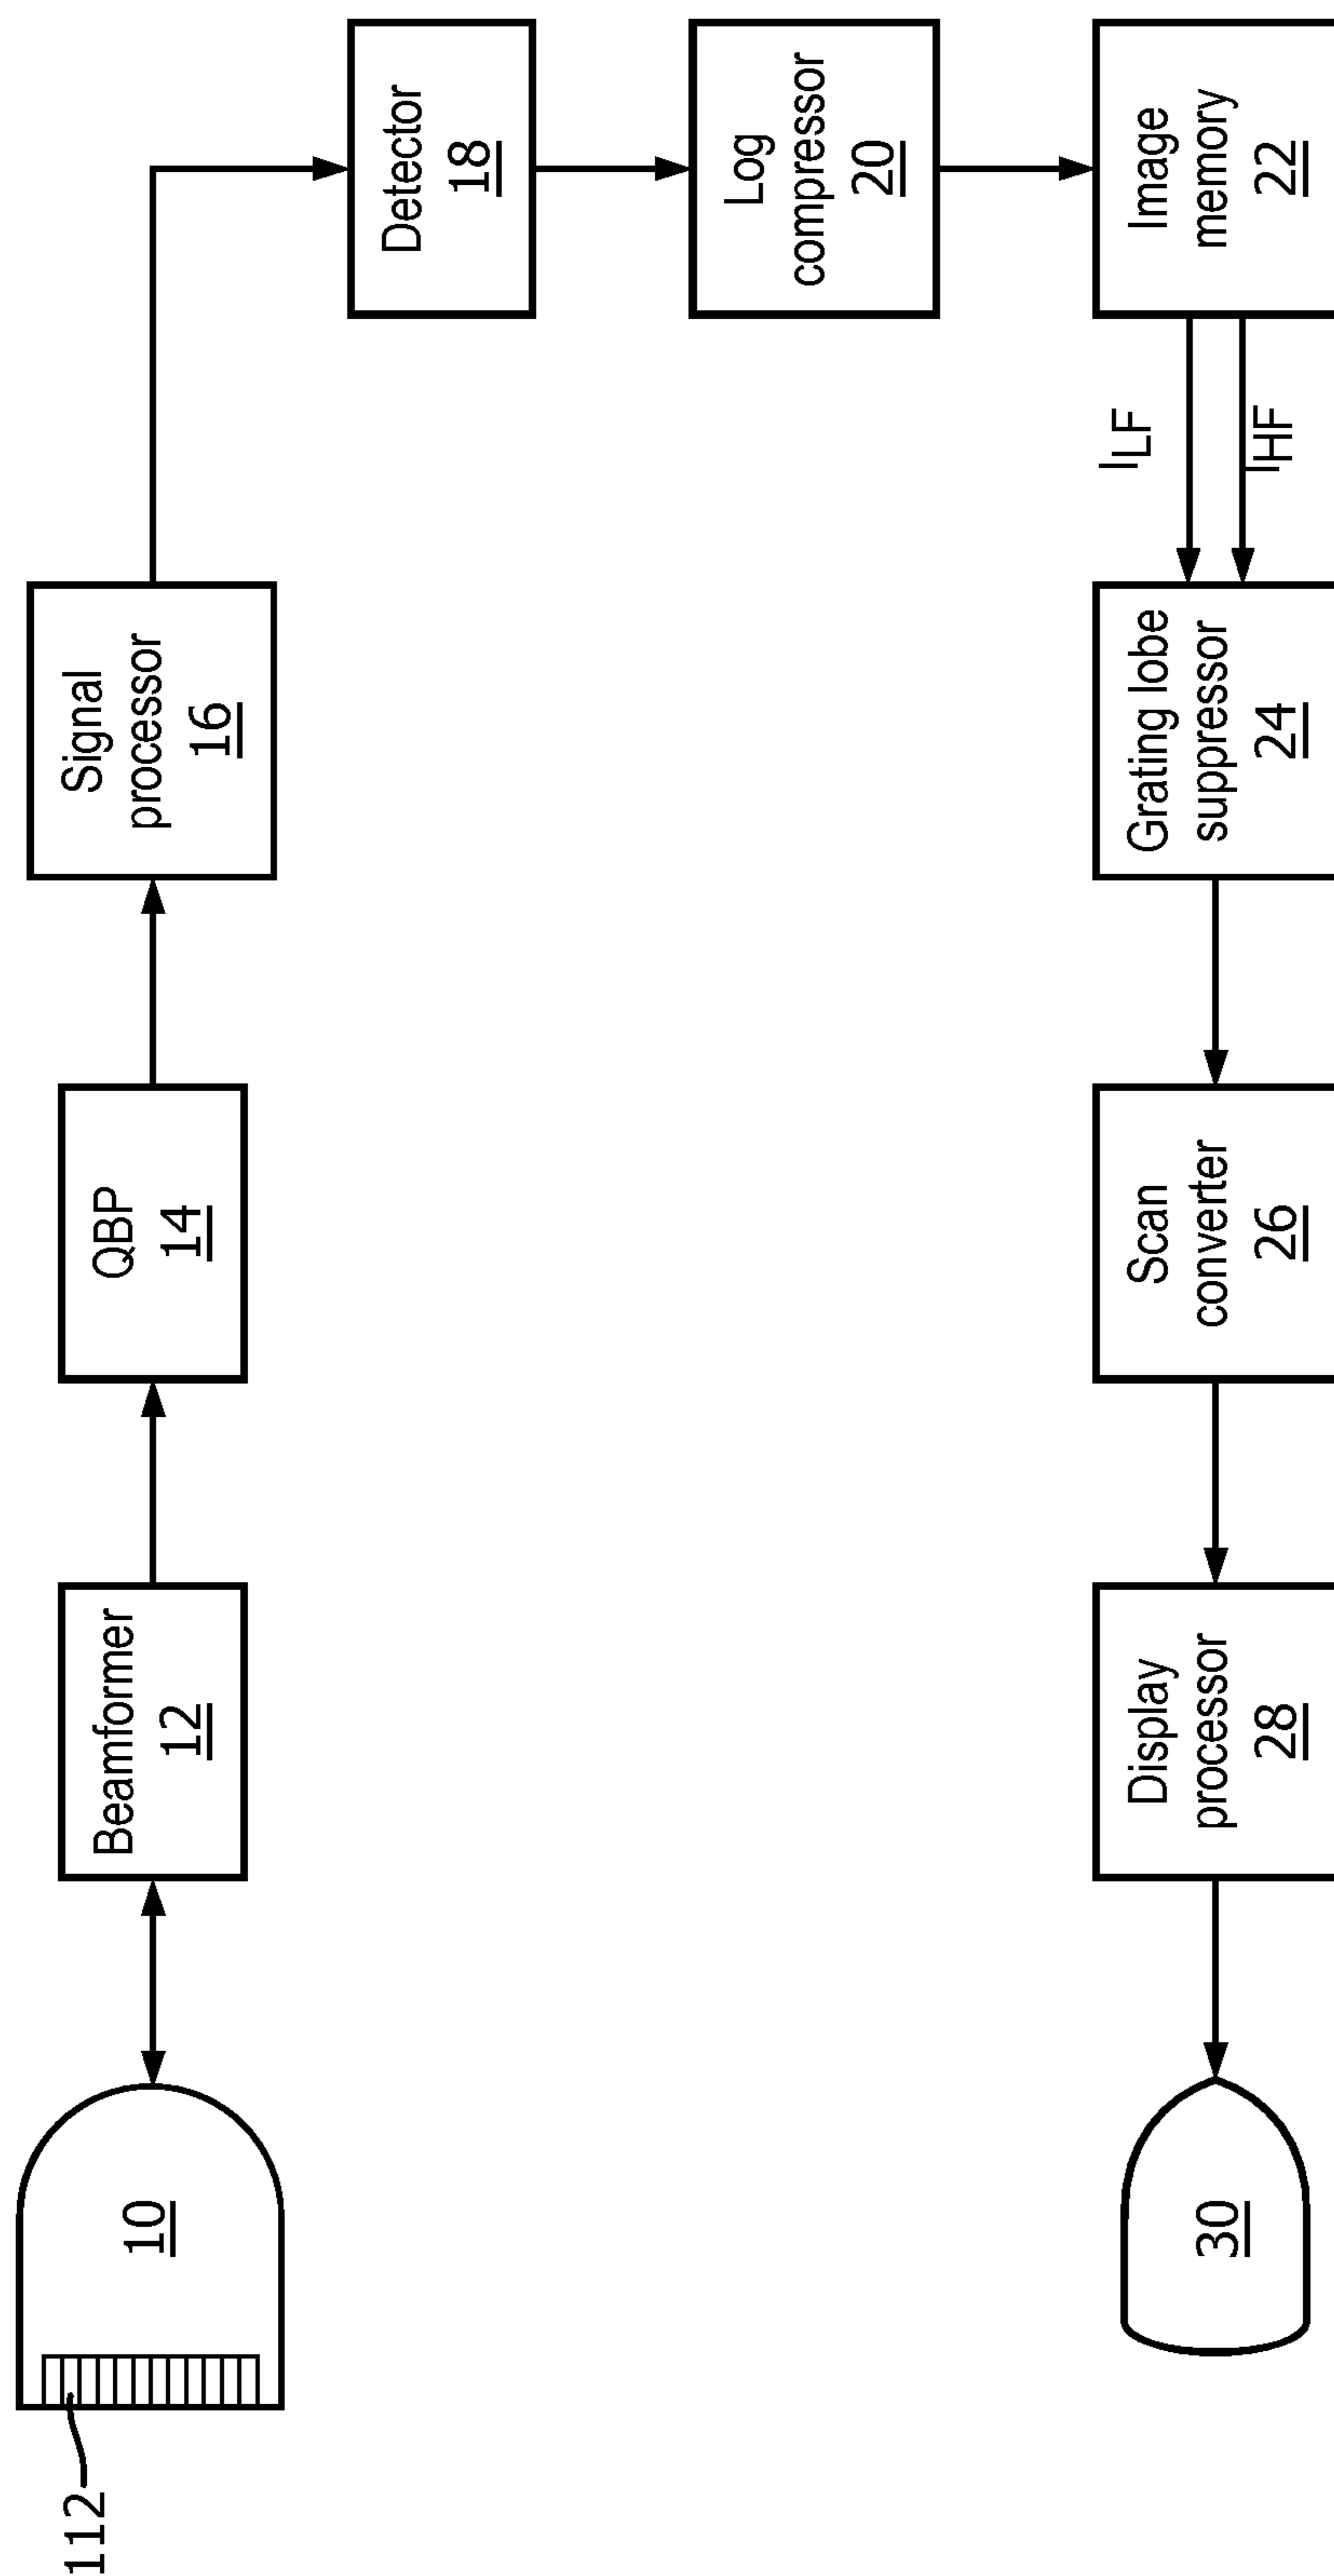 112
10
Beamformer
12
QBP
14
Signal
processor
16
Detector
18
Log
compressor
20
Image
memory
22
ILF
IHF
Grating lobe
suppressor
24
Scan
converter
26
Display
processor
28
30